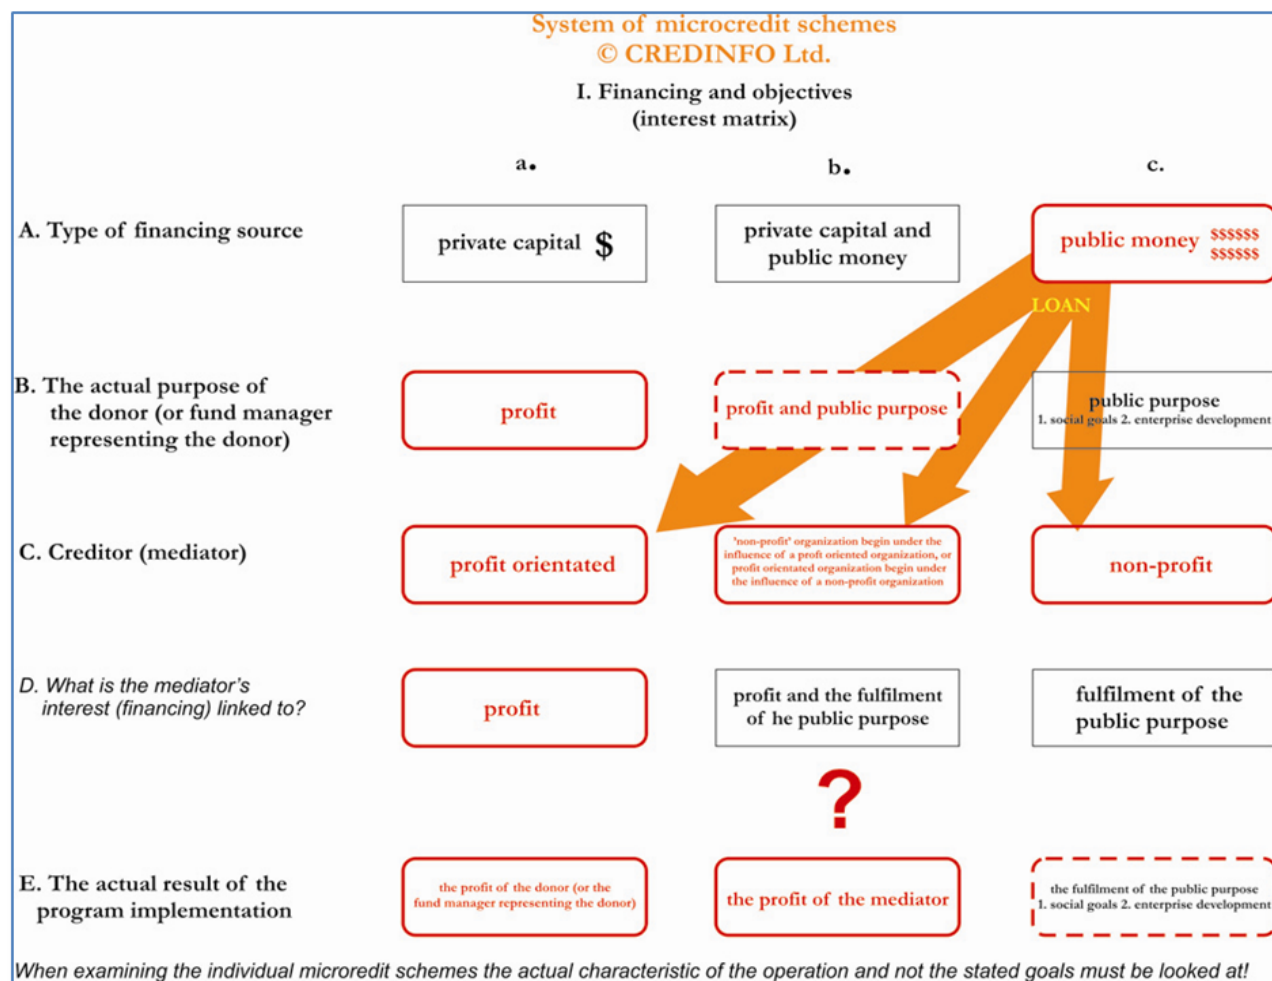 System of microcredit schemes
© CREDINFO Ltd.
I. Financing and objectives
(interest matrix)
a.
b.
c.
A. Type of financing source
private capital $
private capital and
public money
public money $$$$$$
$$$$$$
LOAN
B. The actual purpose of
the donor (or fund manager
representing the donor)
profit
profit and public purpose
public purpose
1. social goals 2. enterprise development
C. Creditor (mediator)
profit orientated
'non-profit' organization begin under the
influence of a proft oriented organization, or
profit orientated organization begin under
the influence of a non-profit organization
non-profit
D. What is the mediator's
interest (financing) linked to?
profit
profit and the fulfilment
of he public purpose
fulfilment of the
public purpose
?
E. The actual result of the
program implementation
the profit of the donor (or the
fund manager representing the donor)
the profit of the mediator
the fulfilment of the public purpose
1. social goals 2. enterprise development
When examining the individual microredit schemes the actual characteristic of the operation and not the stated goals must be looked at!